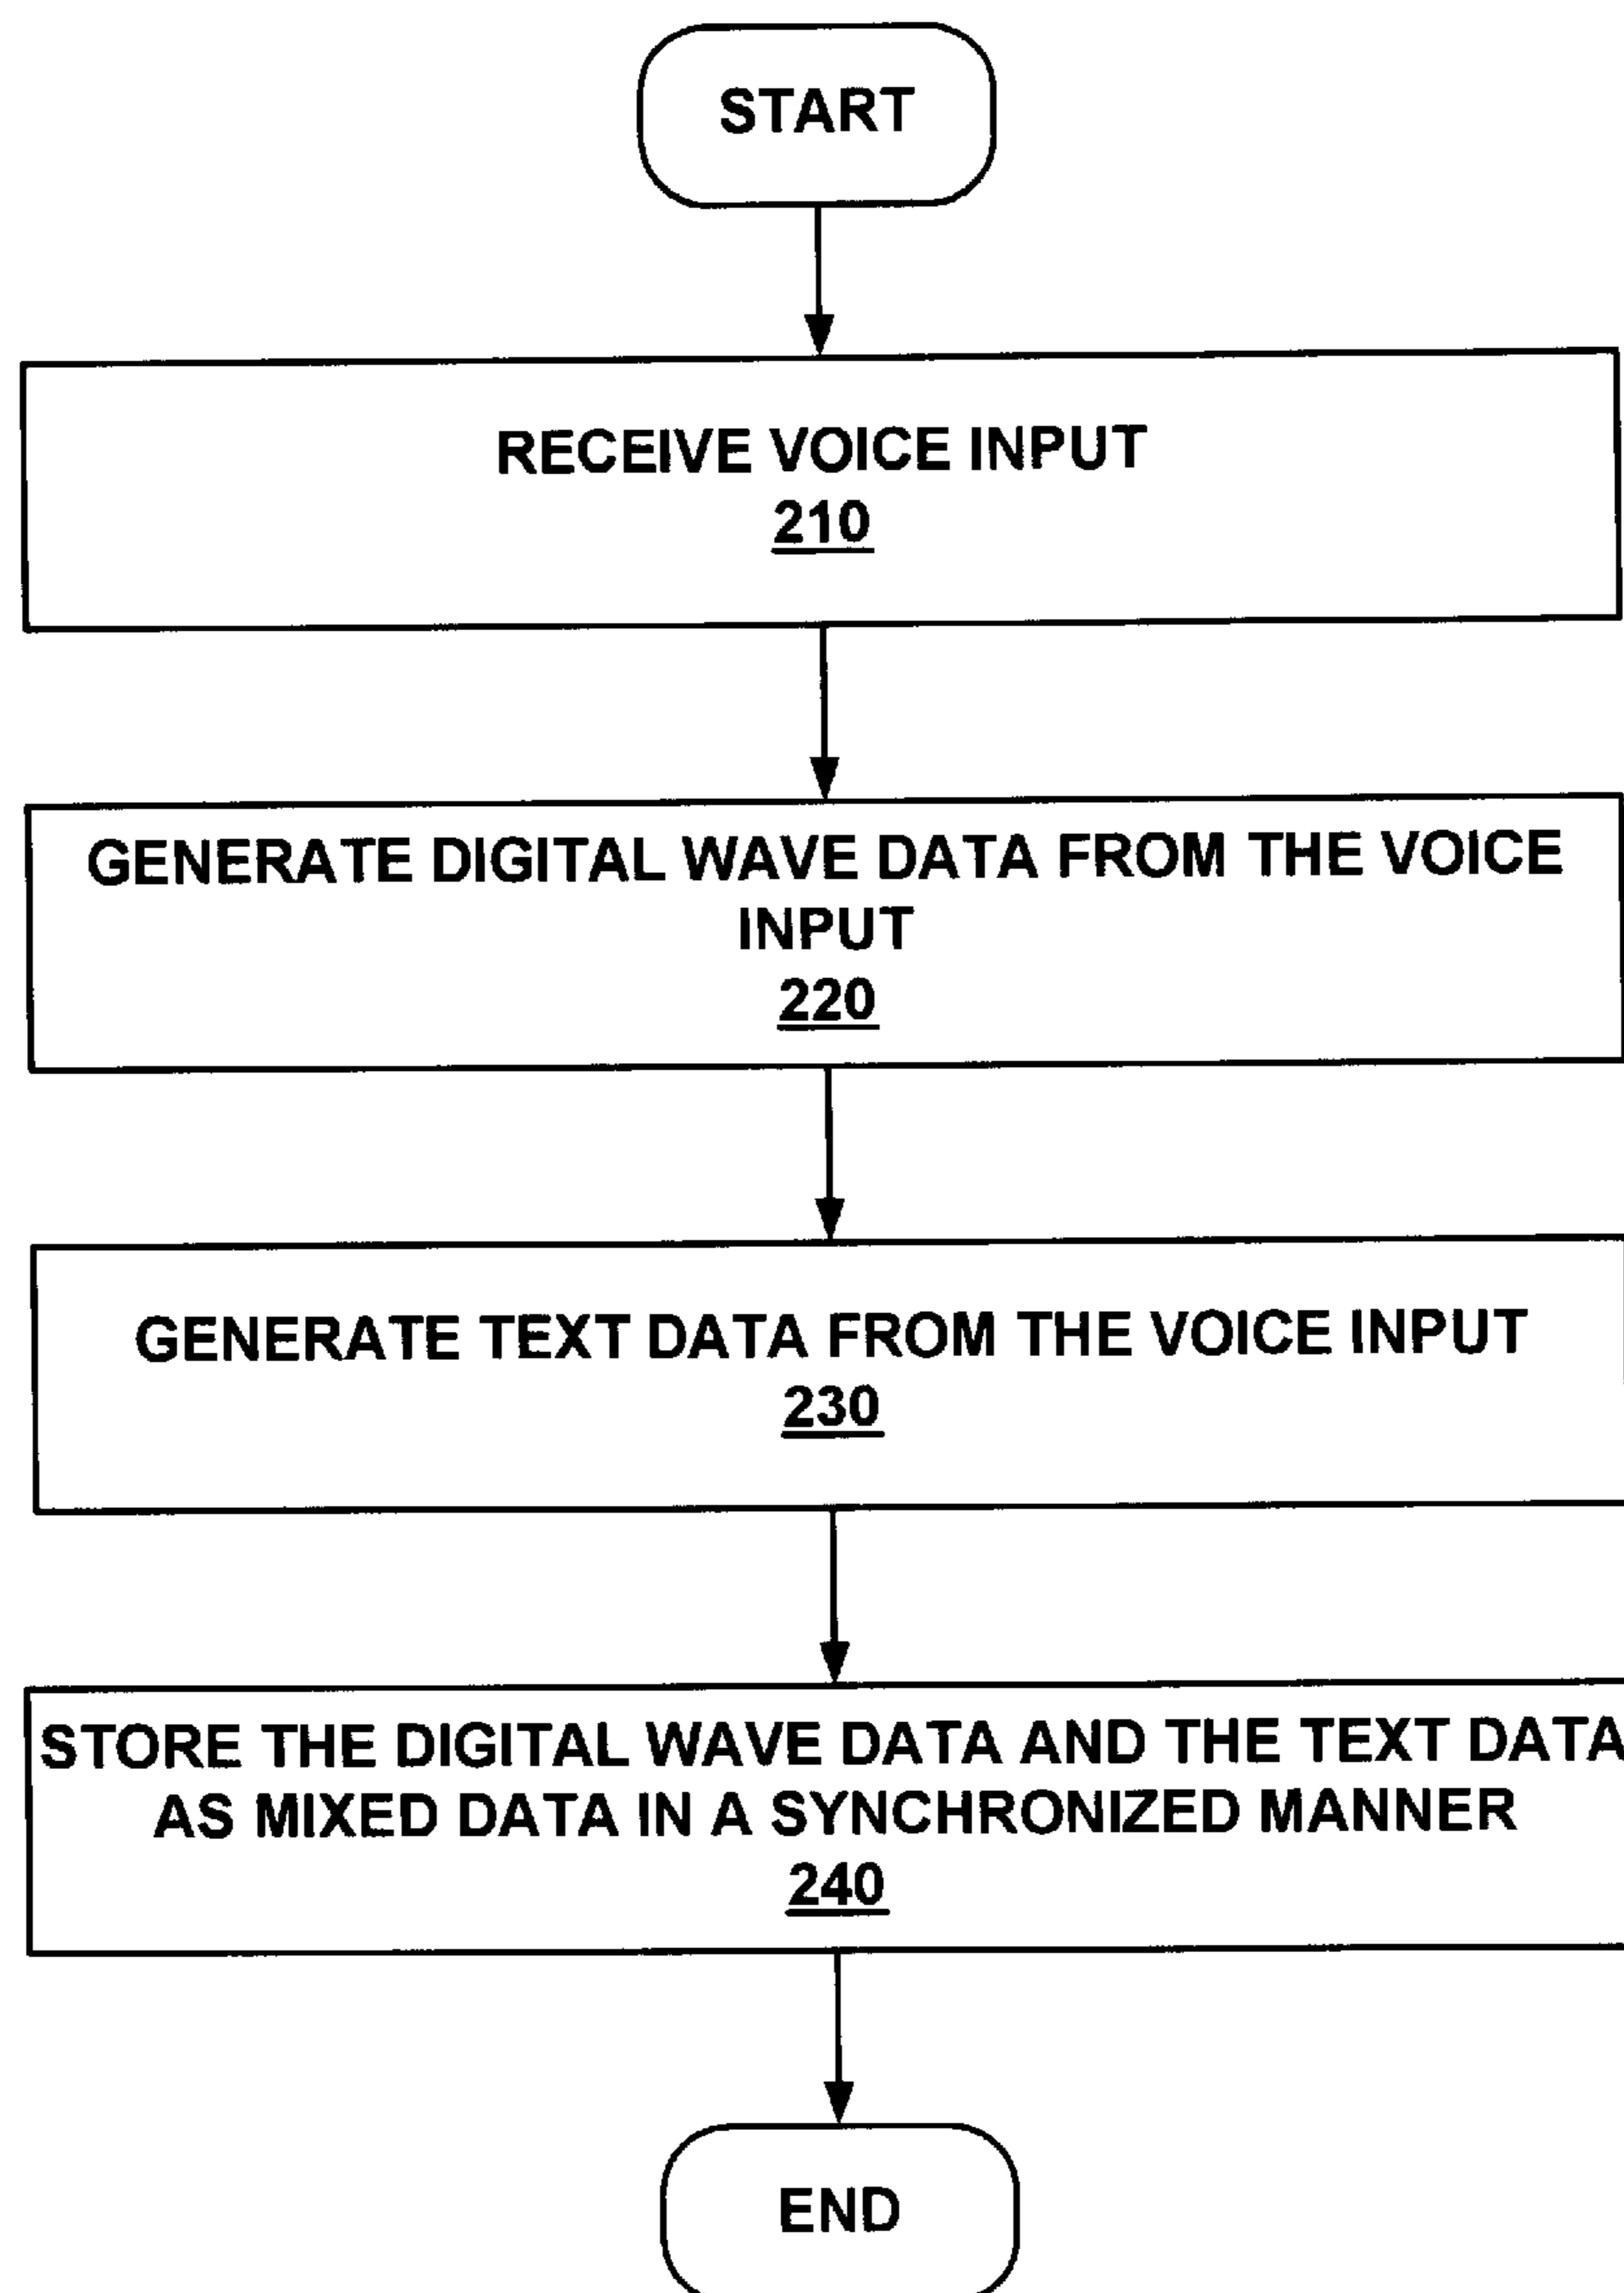 START
RECEIVE VOICE INPUT
210
GENERATE DIGITAL WAVE DATA FROM THE VOICE
INPUT
220
GENERATE TEXT DATA FROM THE VOICE INPUT
230
STORE THE DIGITAL WAVE DATA AND THE TEXT DATA
AS MIXED DATA IN A SYNCHRONIZED MANNER
240
END